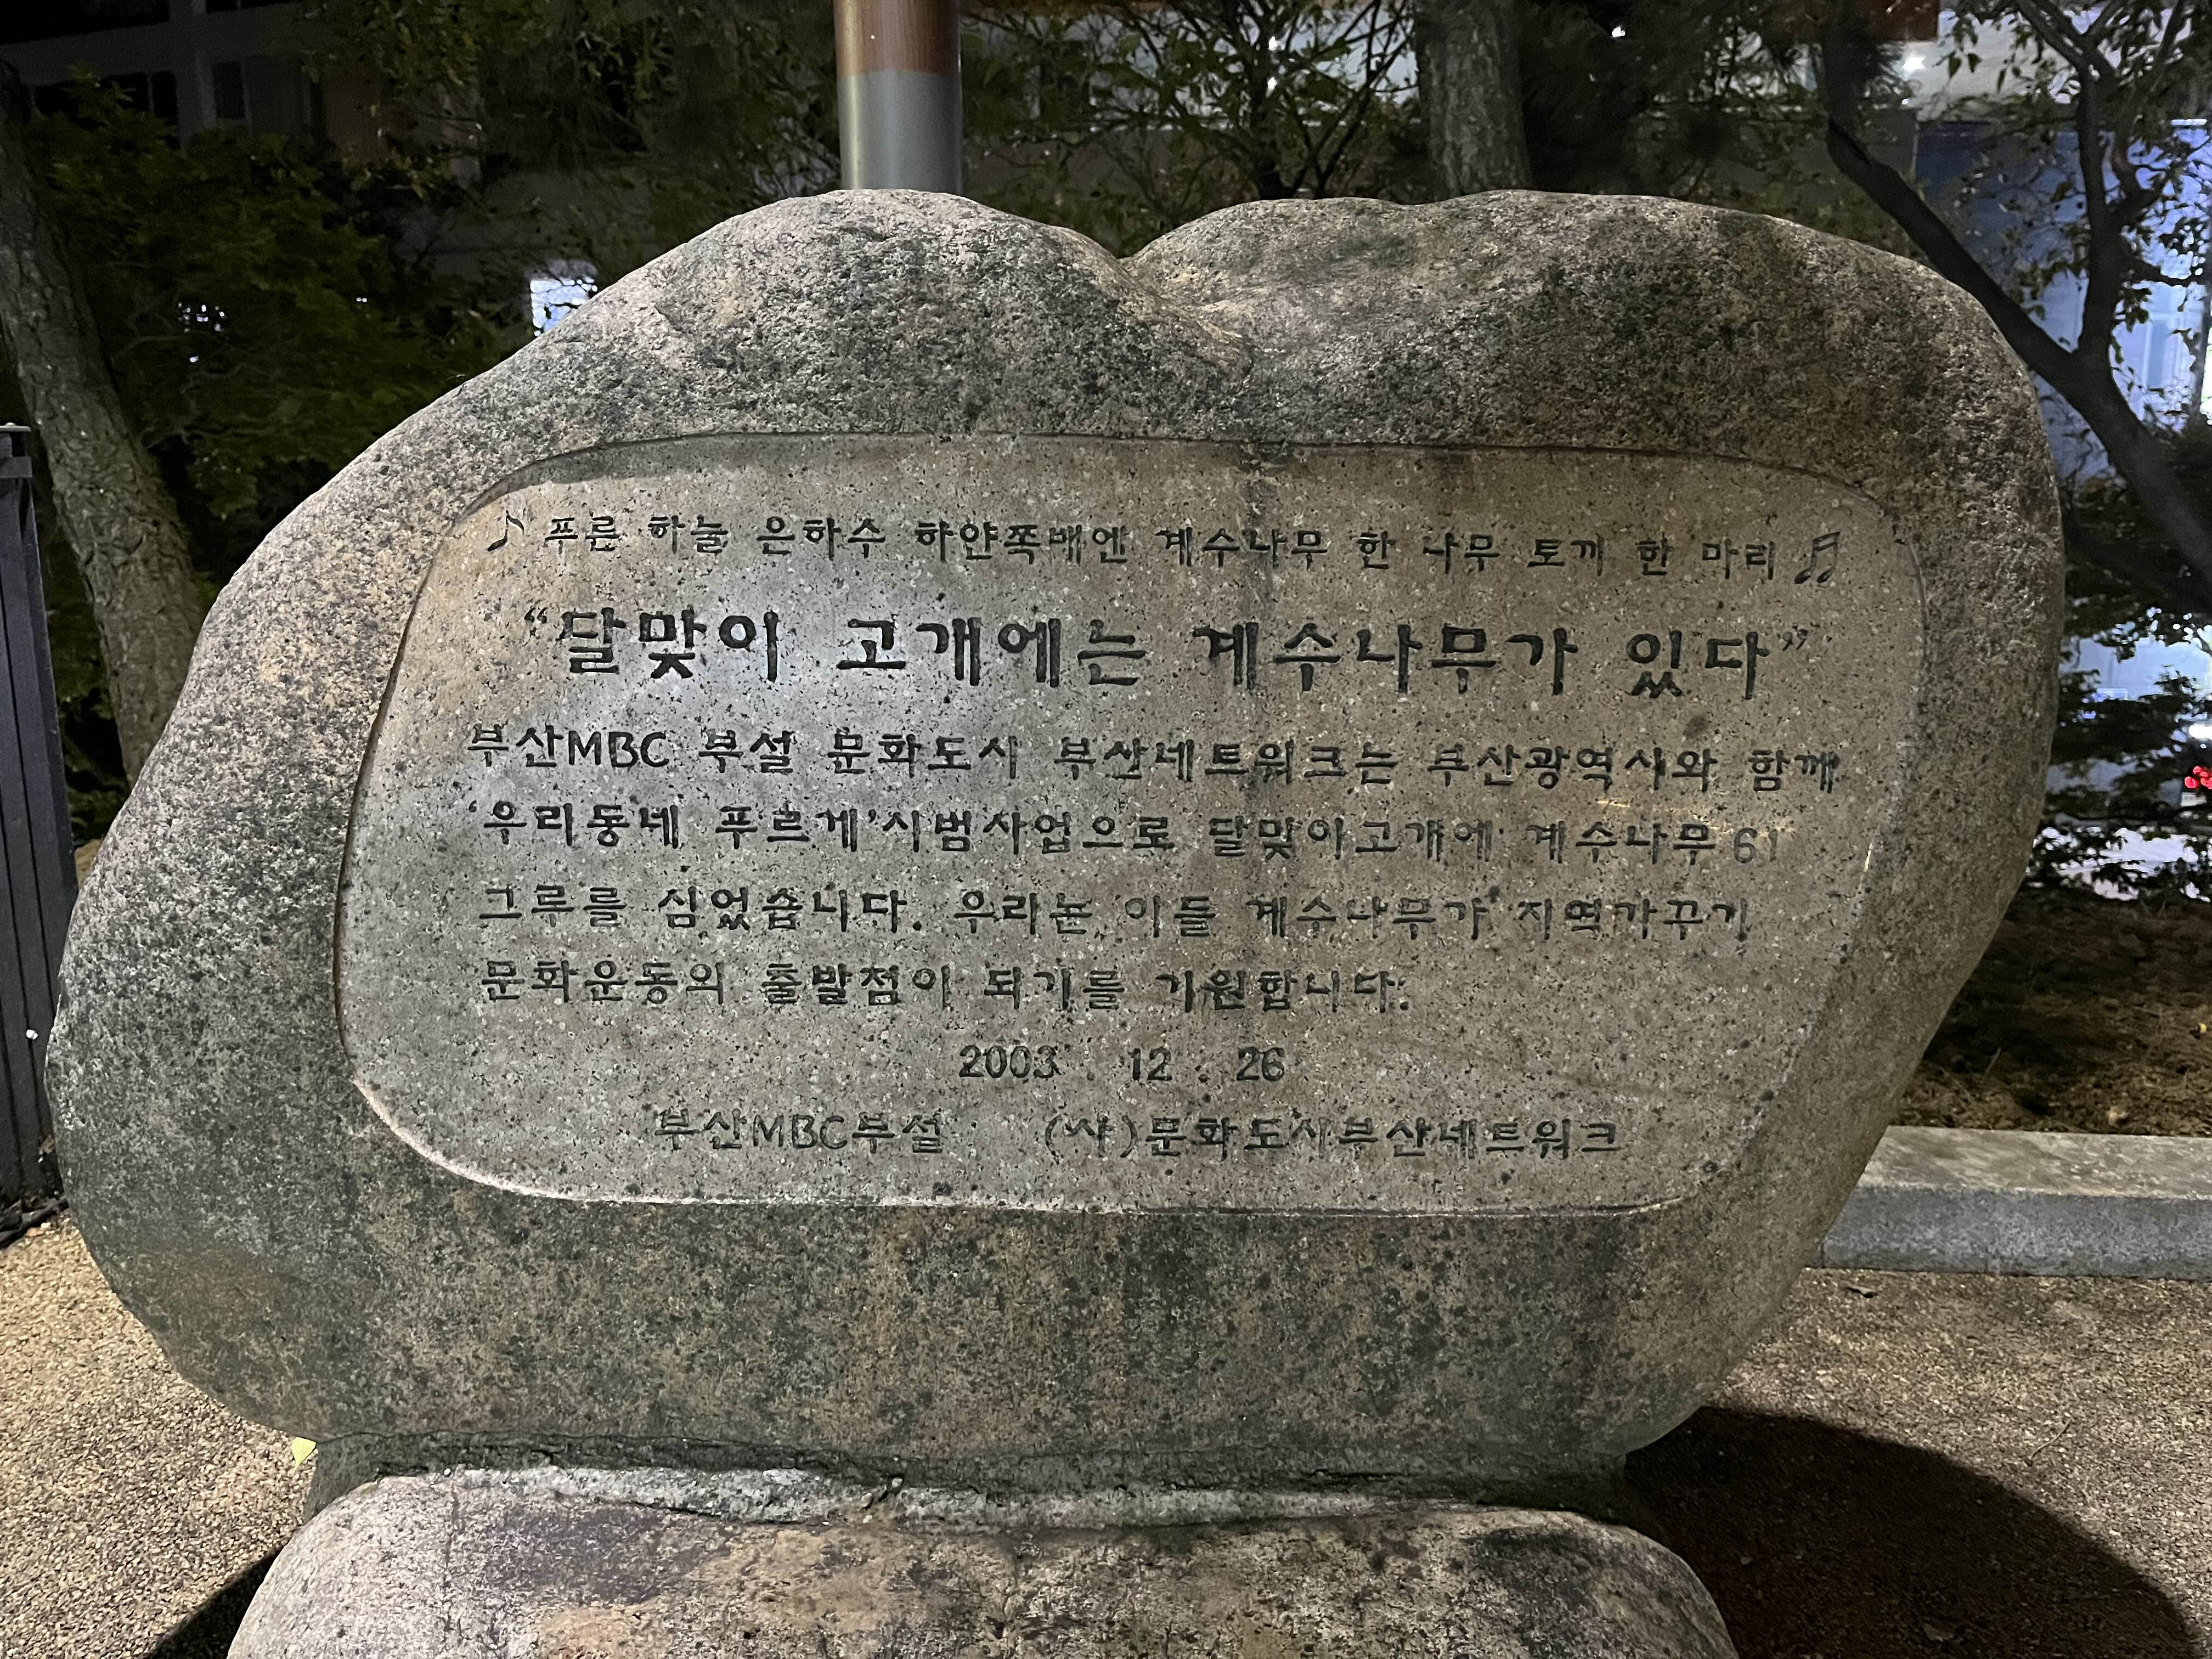 ♪ 푸른 하늘 은하수 하얀쪽배엔 계수나무 한 나무 토끼 한 마리 ♬
“달맞이 고개에는 계수나무가 있다”
부산MBC 부설 문화도시 부산네트워크는 부산광역시와 함께
‘우리동네 푸르게’시범사업으로 달맞이고개에 계수나무 61
그루를 심었습니다. 우리는 이들 계수나무가 지역가꾸기
문화운동의 출발점이 되기를 기원합니다.
2003 . 12 . 26
부산MBC부설 (사)문화도시부산네트워크